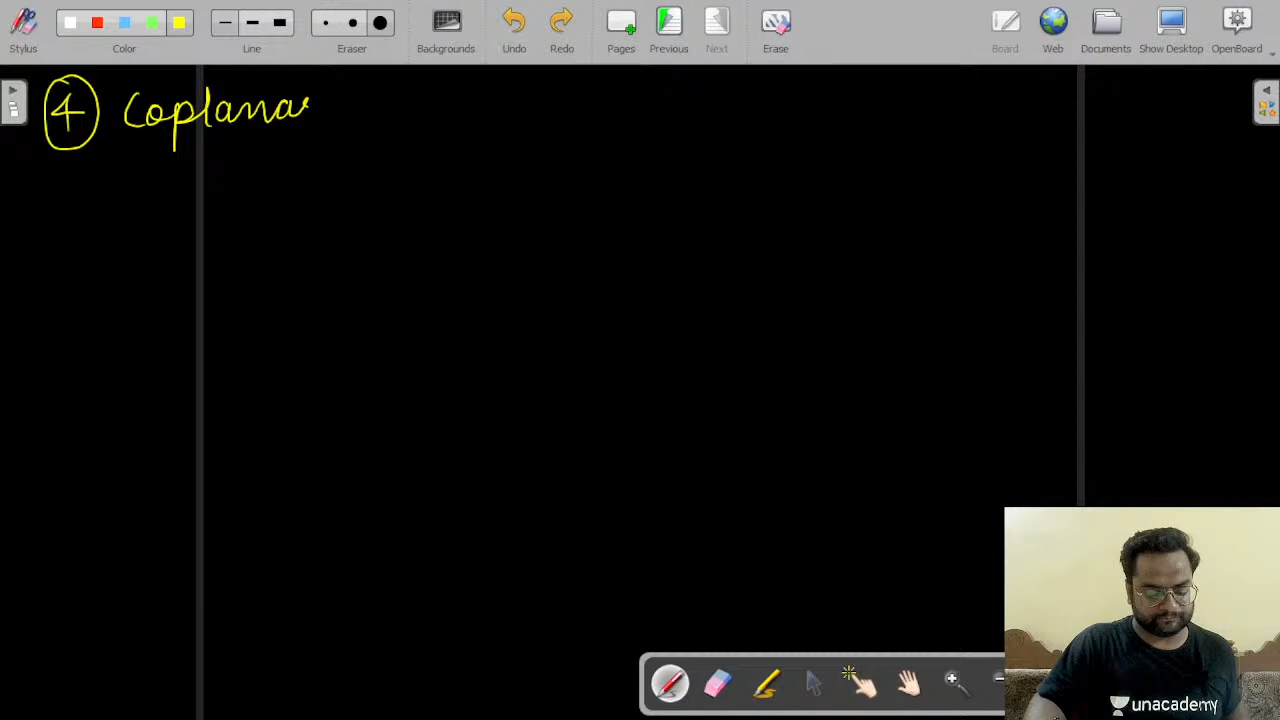 Stylus Color Line Eraser Backgrounds Undo Redo Pages Previous Next Erase Board Web Documents Show Desktop OpenBoard
4 Coplanar
unacademy